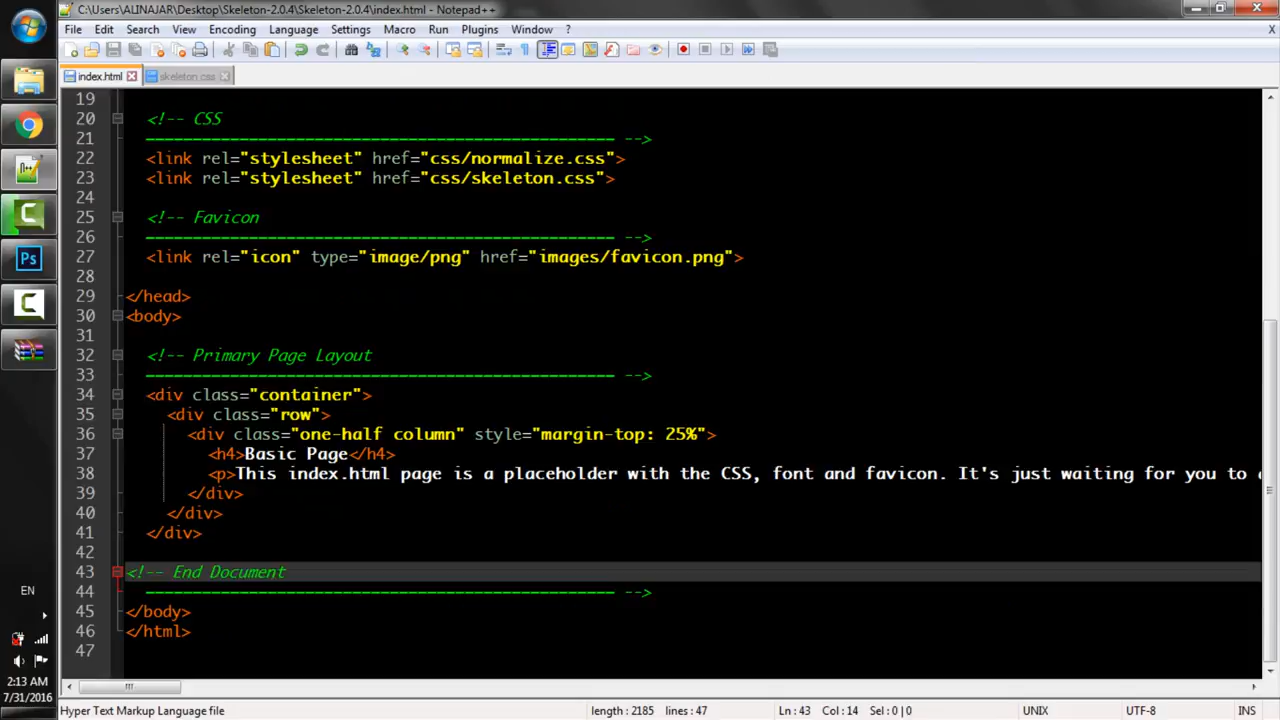 C:\Users\ALINAJAR\Desktop\Skeleton-2.0.4\Skeleton-2.0.4\index.html - Notepad++
File Edit Search View Encoding Language Settings Macro Run Plugins Window ? X
index.html skeleton.css
19
20 <!-- CSS
21 –––––––––––––––––––––––––––––––––––––––––––––––––– -->
22 <link rel="stylesheet" href="css/normalize.css">
23 <link rel="stylesheet" href="css/skeleton.css">
24
25 <!-- Favicon
26 –––––––––––––––––––––––––––––––––––––––––––––––––– -->
27 <link rel="icon" type="image/png" href="images/favicon.png">
28
29 </head>
30 <body>
31
32 <!-- Primary Page Layout
33 –––––––––––––––––––––––––––––––––––––––––––––––––– -->
34 <div class="container">
35 <div class="row">
36 <div class="one-half column" style="margin-top: 25%">
37 <h4>Basic Page</h4>
38 <p>This index.html page is a placeholder with the CSS, font and favicon. It's just waiting for you to
39 </div>
40 </div>
41 </div>
42
43 <!-- End Document
44 –––––––––––––––––––––––––––––––––––––––––––––––––– -->
45 </body>
46 </html>
47
Ps
EN
2:13 AM
7/31/2016
Hyper Text Markup Language file length : 2185 lines : 47 Ln : 43 Col : 14 Sel : 0 | 0 UNIX UTF-8 INS